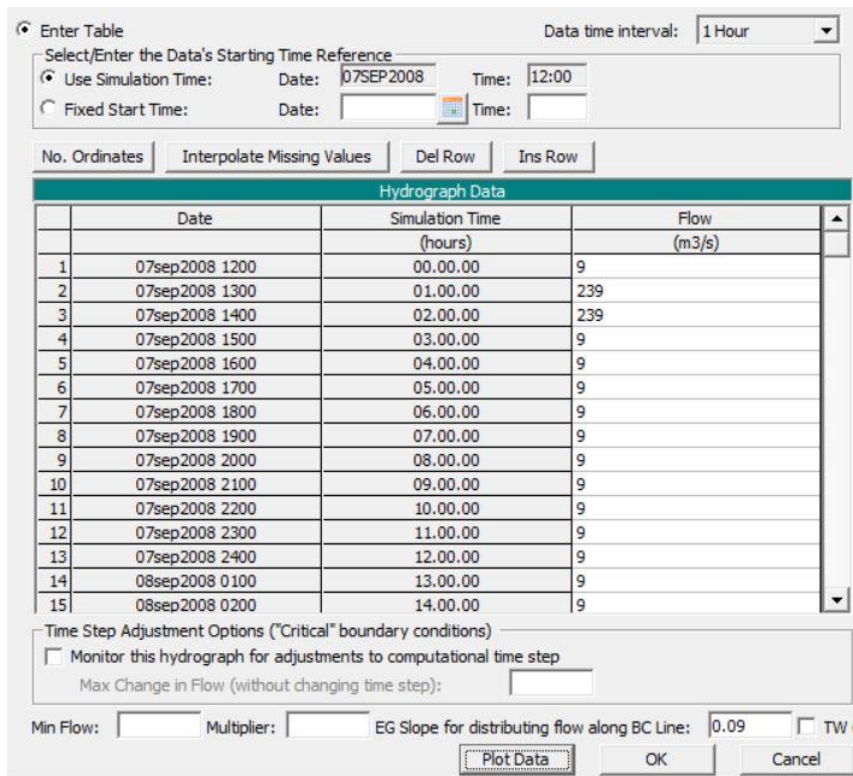 Enter Table Data time interval: 1 Hour
Select/Enter the Data's Starting Time Reference
Use Simulation Time: Date: 07SEP2008 Time: 12:00
Fixed Start Time: Date: Time:
No. Ordinates Interpolate Missing Values Del Row Ins Row
Hydrograph Data
Date Simulation Time Flow
(hours) (m3/s)
1 07sep2008 1200 00.00.00 9
2 07sep2008 1300 01.00.00 239
3 07sep2008 1400 02.00.00 239
4 07sep2008 1500 03.00.00 9
5 07sep2008 1600 04.00.00 9
6 07sep2008 1700 05.00.00 9
7 07sep2008 1800 06.00.00 9
8 07sep2008 1900 07.00.00 9
9 07sep2008 2000 08.00.00 9
10 07sep2008 2100 09.00.00 9
11 07sep2008 2200 10.00.00 9
12 07sep2008 2300 11.00.00 9
13 07sep2008 2400 12.00.00 9
14 08sep2008 0100 13.00.00 9
15 08sep2008 0200 14.00.00 9
Time Step Adjustment Options ("Critical" boundary conditions)
Monitor this hydrograph for adjustments to computational time step
Max Change in Flow (without changing time step):
Min Flow: Multiplier: EG Slope for distributing flow along BC Line: 0.09 TW
Plot Data OK Cancel